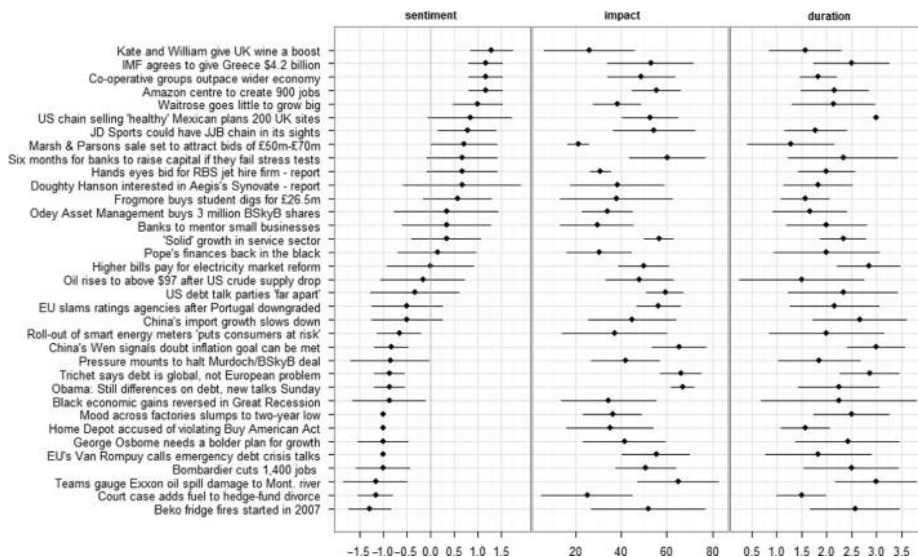 sentiment impact duration
Kate and William give UK wine a boost
IMF agrees to give Greece $4.2 billion
Co-operative groups outpace wider economy
Amazon centre to create 900 jobs
Waitrose goes little to grow big
US chain selling 'healthy' Mexican plans 200 UK sites
JD Sports could have JJB chain in its sights
Marsh & Parsons sale set to attract bids of £50m-£70m
Six months for banks to raise capital if they fail stress tests
Hands eyes bid for RBS jet hire firm - report
Doughty Hanson interested in Aegis's Synovate - report
Frogmore buys student digs for £26.5m
Odey Asset Management buys 3 million BSkyB shares
Banks to mentor small businesses
'Solid' growth in service sector
Pope's finances back in the black
Higher bills pay for electricity market reform
Oil rises to above $97 after US crude supply drop
US debt talk parties 'far apart'
EU slams ratings agencies after Portugal downgraded
China's import growth slows down
Roll-out of smart energy meters 'puts consumers at risk'
China's Wen signals doubt inflation goal can be met
Pressure mounts to halt Murdoch/BSkyB deal
Trichet says debt is global, not European problem
Obama: Still differences on debt, new talks Sunday
Black economic gains reversed in Great Recession
Mood across factories slumps to two-year low
Home Depot accused of violating Buy American Act
George Osborne needs a bolder plan for growth
EU's Van Rompuy calls emergency debt crisis talks
Bombardier cuts 1,400 jobs
Teams gauge Exxon oil spill damage to Mont. river
Court case adds fuel to hedge-fund divorce
Beko fridge fires started in 2007
-1.5 -1.0 -0.5 0.0 0.5 1.0 1.5 20 40 60 80 0.5 1.0 1.5 2.0 2.5 3.0 3.5